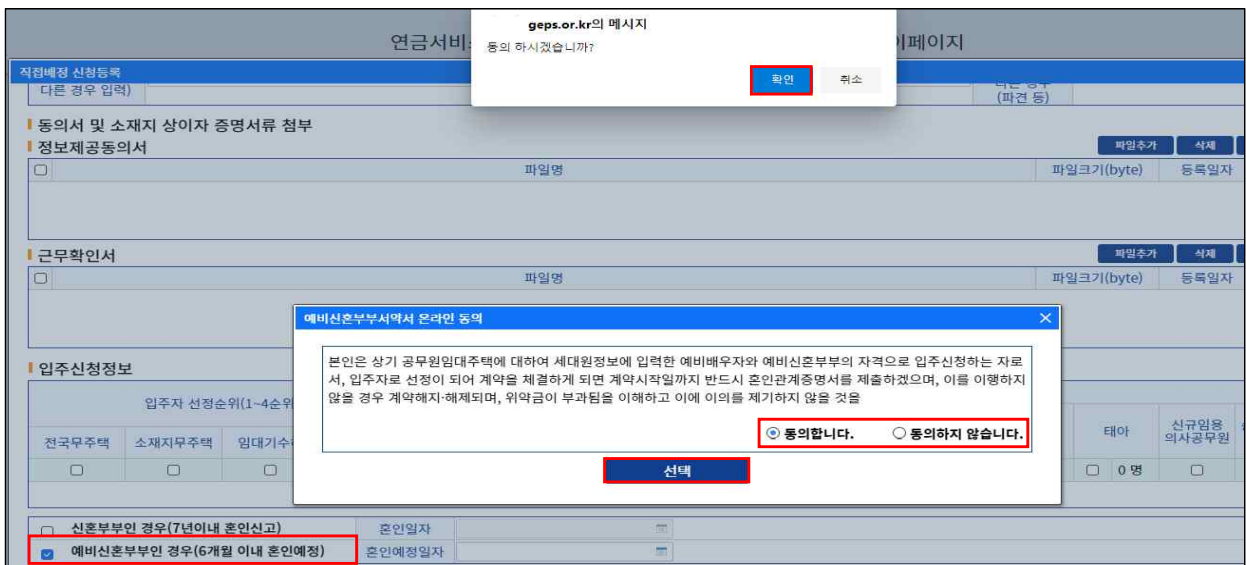 geps.or.kr의 메시지
동의 하시겠습니까?
확인 취소
연금서비 이페이지
직접배정 신청등록
다른 경우 입력)
(파견 등)
동의서 및 소재지 상이자 증명서류 첨부
정보제공동의서 파일추가 삭제
파일명 파일크기(byte) 등록일자
근무확인서 파일추가 삭제
파일명 파일크기(byte) 등록일자
예비신혼부부서약서 온라인 동의
본인은 상기 공무원임대주택에 대하여 세대원정보에 입력한 예비배우자와 예비신혼부부의 자격으로 입주신청하는 자로
서, 입주자로 선정이 되어 계약을 체결하게 되면 계약시작일까지 반드시 혼인관계증명서를 제출하겠으며, 이를 이행하지
않을 경우 계약해지·해제되며, 위약금이 부과됨을 이해하고 이에 이의를 제기하지 않을 것을
동의합니다. 동의하지 않습니다.
선택
입주신청정보
입주자 선정순위(1~4순위
전국무주택 소재지무주택 임대기수 태아 신규임용
의사공무원
0 명
신혼부부인 경우(7년이내 혼인신고) 혼인일자
예비신혼부부인 경우(6개월 이내 혼인예정) 혼인예정일자